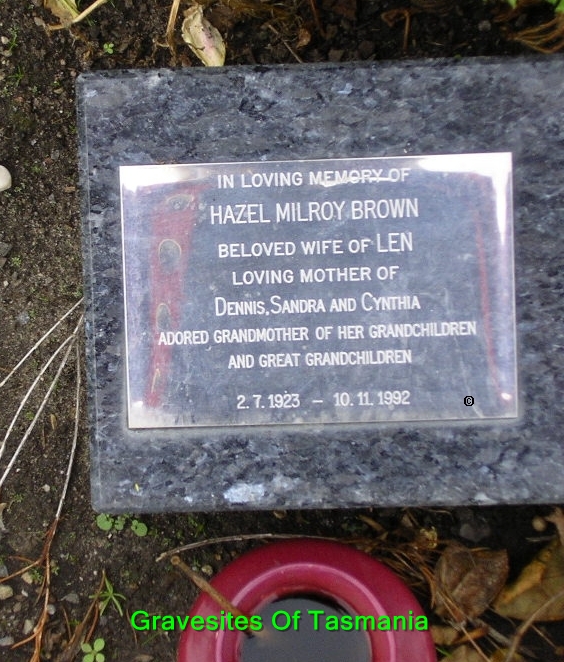 IN LOVING MEMORY OF
HAZEL MILROY BROWN
BELOVED WIFE OF LEN
LOVING MOTHER OF
DENNIS, SANDRA AND CYNTHIA
ADORED GRANDMOTHER OF HER GRANDCHILDREN
AND GREAT GRANDCHILDREN
2.7.1923 – 10.11.1992
©
Gravesites Of Tasmania